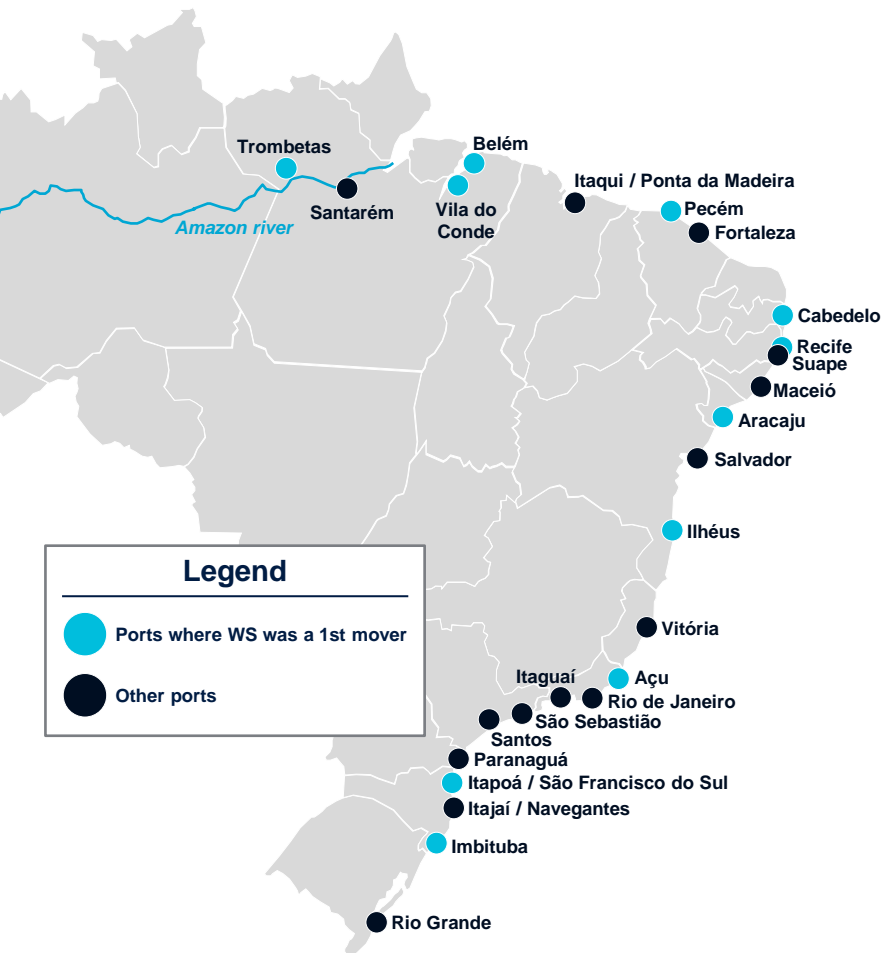 Trombetas
Belém
Itaqui / Ponta da Madeira
Santarém
Vila do
Conde
Pecém
Amazon river
Fortaleza
Cabedelo
Recife
Suape
Maceió
Aracaju
Salvador
Ilhéus
Legend
Ports where WS was a 1st mover
Other ports
Vitória
Itaguaí
Açu
Rio de Janeiro
São Sebastião
Santos
Paranaguá
Itapoá / São Francisco do Sul
Itajaí / Navegantes
Imbituba
Rio Grande